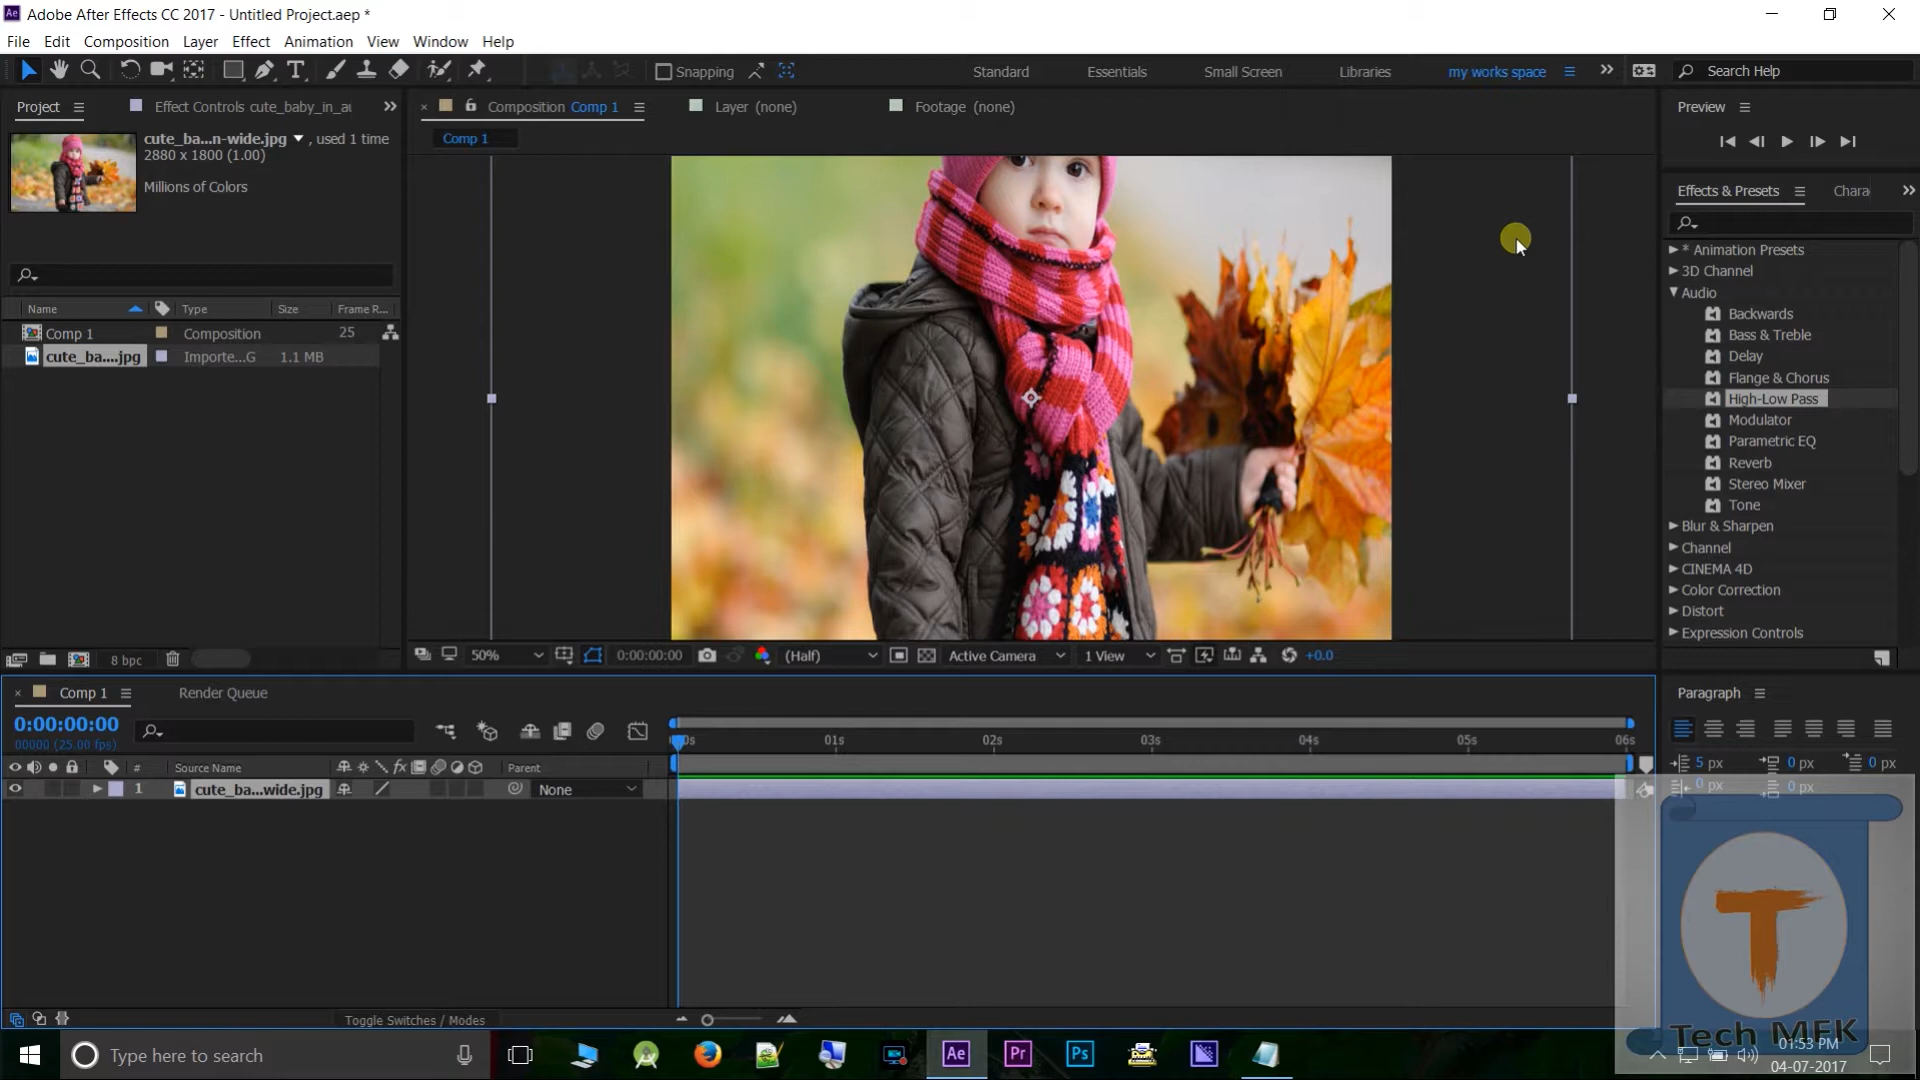 Adobe After Effects CC 2017 - Untitled Project.aep *
File Edit Composition Layer Effect Animation View Window Help
Snapping
Standard Essentials Small Screen Libraries my works space
Search Help
Project Effect Controls cute_baby_in_au
Composition Comp 1 Layer (none) Footage (none)
Preview
cute_ba...n-wide.jpg , used 1 time
2880 x 1800 (1.00)
Millions of Colors
Comp 1
Effects & Presets Chara
* Animation Presets
3D Channel
Audio
Backwards
Bass & Treble
Delay
Flange & Chorus
High-Low Pass
Modulator
Parametric EQ
Reverb
Stereo Mixer
Tone
Blur & Sharpen
Channel
CINEMA 4D
Color Correction
Distort
Expression Controls
Name Type Size Frame R...
Comp 1 Composition 25
cute_ba....jpg Importe...G 1.1 MB
8 bpc
50% 0:00:00:00 (Half) Active Camera 1 View +0.0
Comp 1 Render Queue
0:00:00:00
00000 (25.00 fps)
0s 01s 02s 03s 04s 05s 06s
# Source Name fx Parent
1 cute_ba...wide.jpg None
Toggle Switches / Modes
Paragraph
5 px 0 px 0 px
0 px 0 px
T
Tech MFK
Type here to search
Ae Pr Ps
01:53 PM
04-07-2017